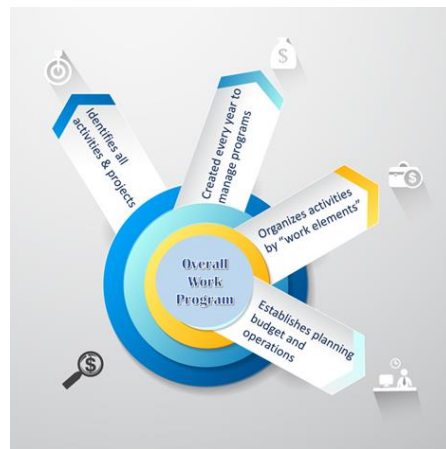 Identifies all
activities & projects
Created every year to
manage programs
Organizes activities
by "work elements"
Establishes planning
budget and
operations
Overall
Work
Program
$
$
$